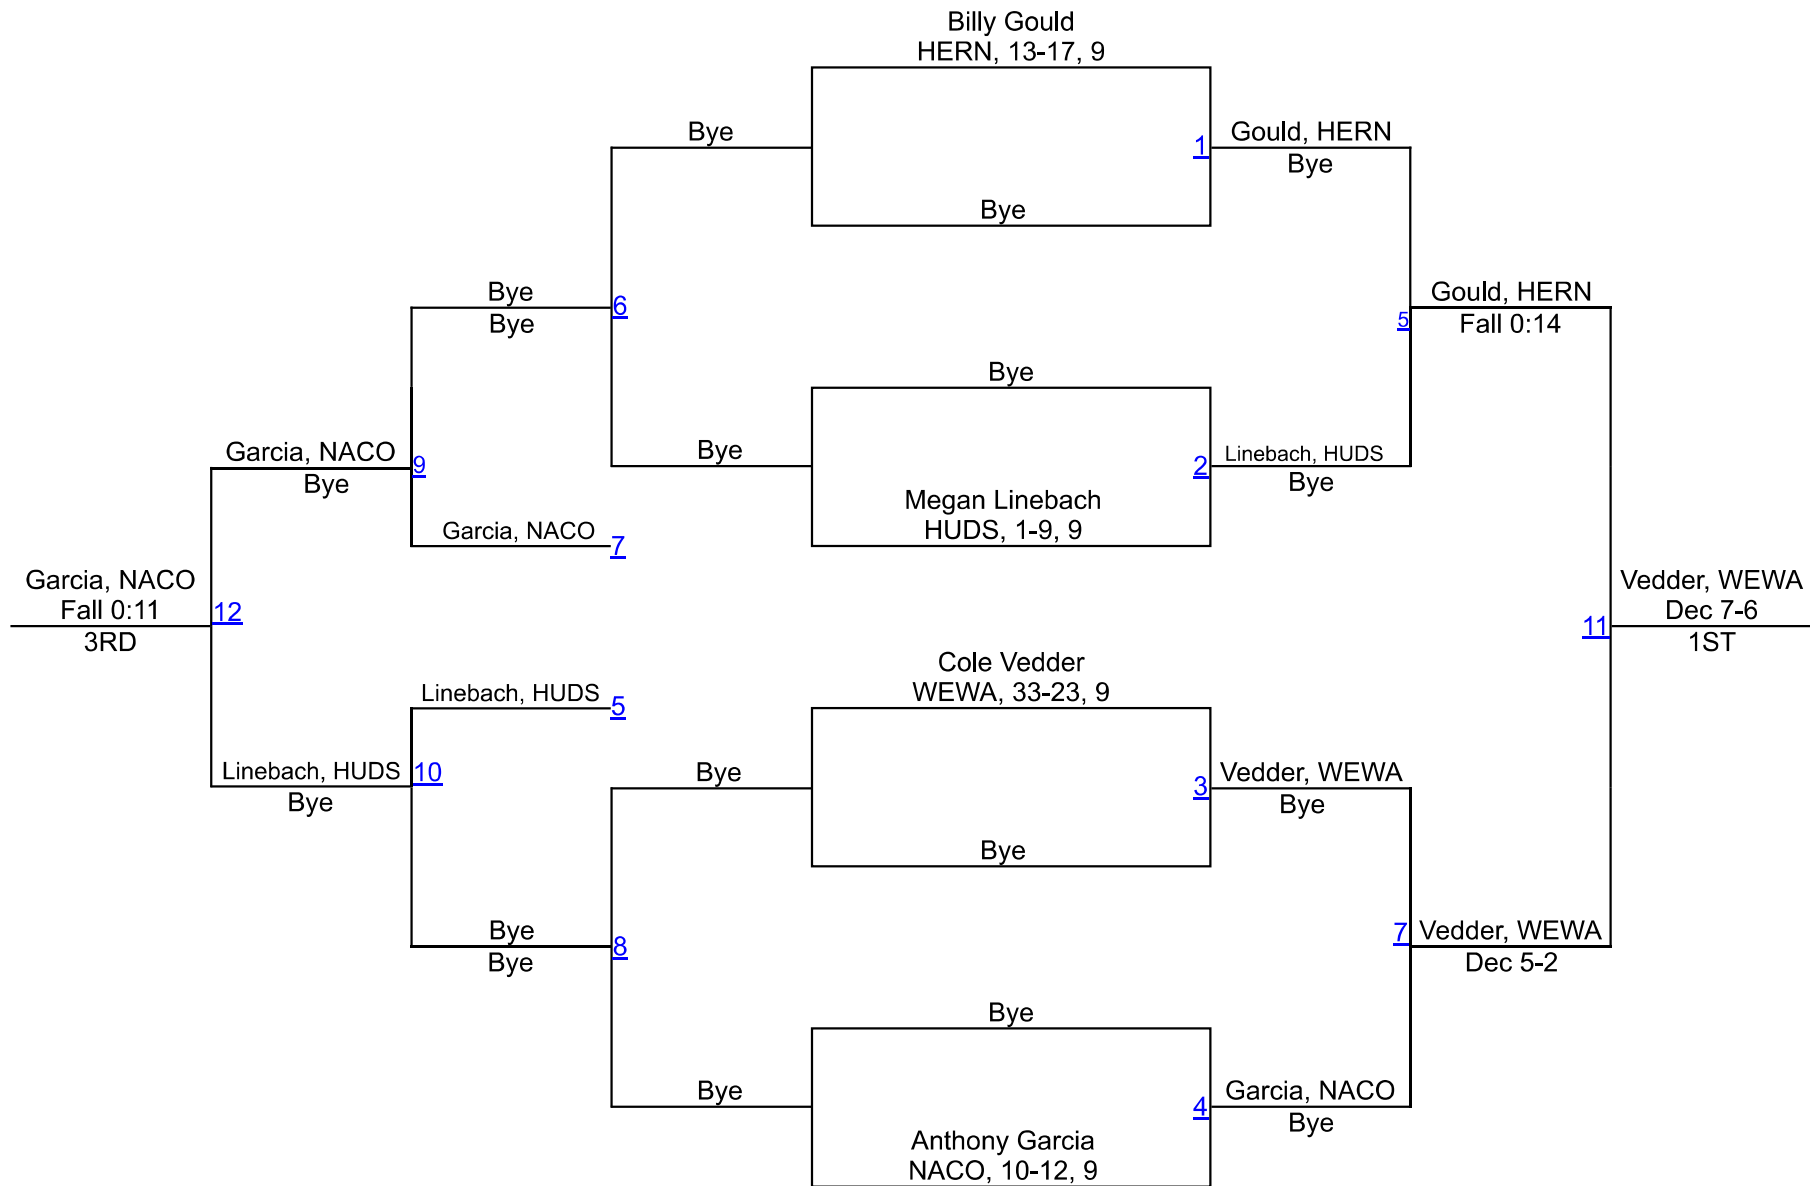 Billy Gould
HERN, 13-17, 9
Bye
1
Gould, HERN
Bye
Bye
Bye
Bye
6
5
Gould, HERN
Fall 0:14
Bye
Garcia, NACO
Bye
9
Bye
2
Linebach, HUDS
Bye
Megan Linebach
HUDS, 1-9, 9
Garcia, NACO
7
Garcia, NACO
Fall 0:11
3RD
12
11
Vedder, WEWA
Dec 7-6
1ST
Cole Vedder
WEWA, 33-23, 9
Linebach, HUDS
5
Linebach, HUDS
Bye
10
Bye
3
Vedder, WEWA
Bye
Bye
Bye
Bye
8
7
Vedder, WEWA
Dec 5-2
Bye
Bye
4
Garcia, NACO
Bye
Anthony Garcia
NACO, 10-12, 9